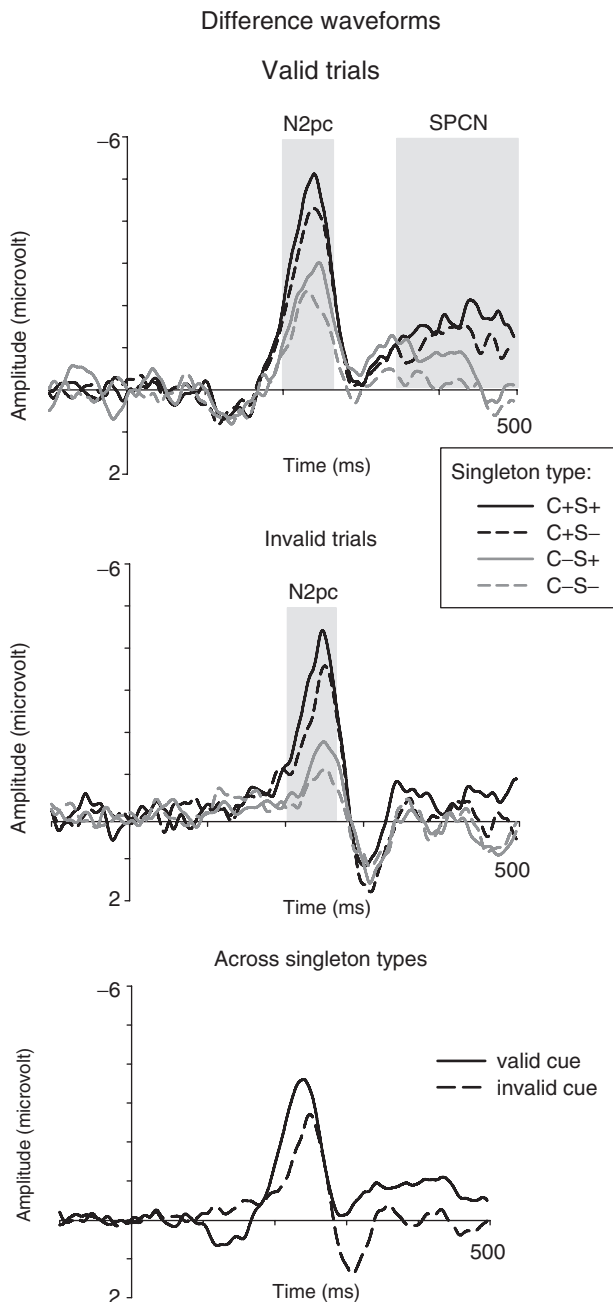 Difference waveforms
Valid trials
N2pc SPCN
–6
Amplitude (microvolt)
500
2
Time (ms)
Singleton type:
C+S+
C+S–
C–S+
C–S–
Invalid trials
–6
N2pc
Amplitude (microvolt)
500
2
Time (ms)
Across singleton types
–6
valid cue
invalid cue
Amplitude (microvolt)
500
2
Time (ms)